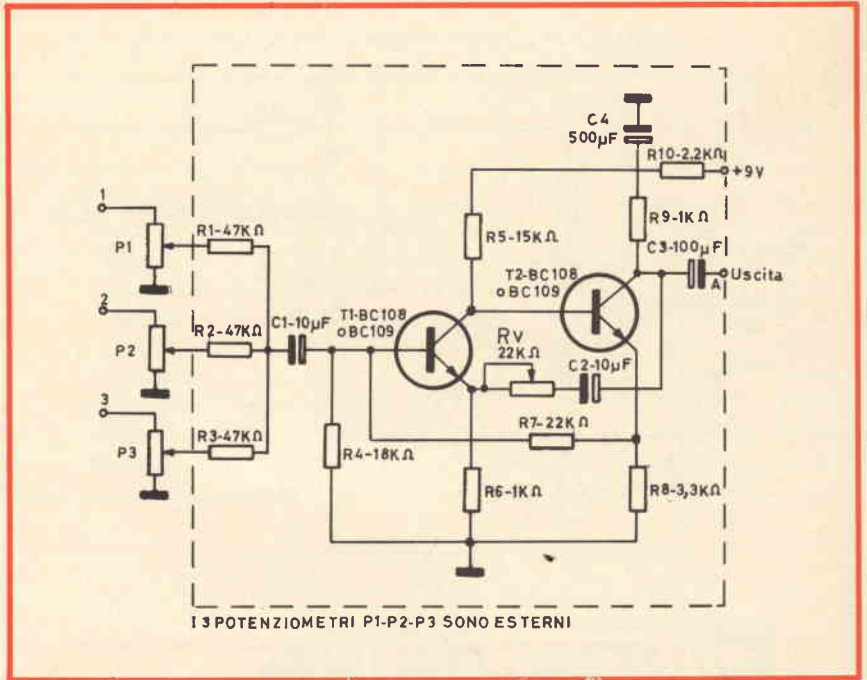 C4
500µF
R10-2,2KΩ
+9V
1
P1
R1-47KΩ
R5-15KΩ
R9-1KΩ
C3-100µF
T2-BC108
o BC109
A
Uscita
2
P2
R2-47KΩ
C1-10µF
T1-BC108
o BC109
Rv
22KΩ
C2-10µF
3
P3
R3-47KΩ
R4-18KΩ
R7-22KΩ
R6-1KΩ
R8-3,3KΩ
I 3 POTENZIOMETRI P1-P2-P3 SONO ESTERNI